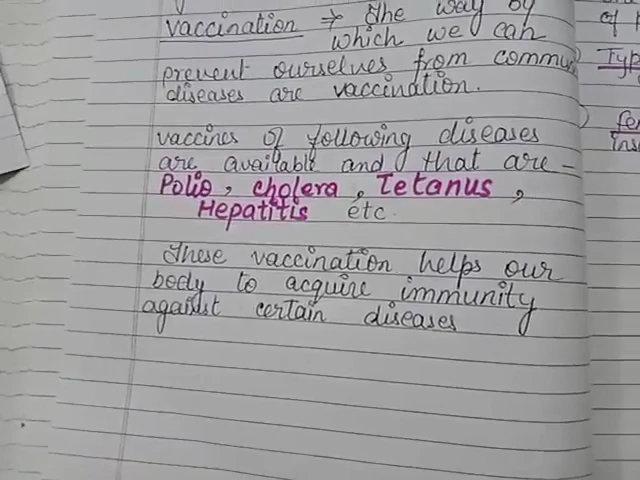 vaccination → The way by
which we can
prevent ourselves from commu
diseases are vaccination.
vaccines of following diseases
are available and that are -
Polio, cholera, Tetanus,
Hepatitis etc.
These vaccination helps our
body to acquire immunity
against certain diseases
of
Typ